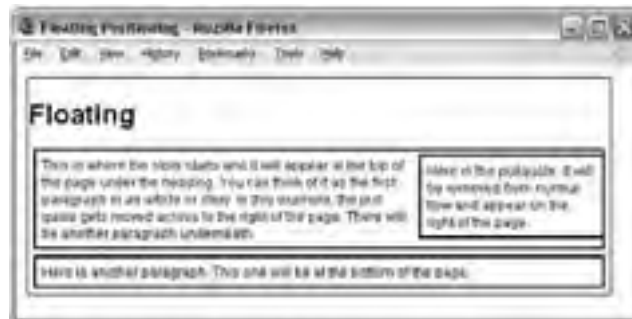 Floating Positioning - Mozilla Firefox
File Edit View History Bookmarks Tools Help
Floating
This is where the story starts and it will appear at the top of
the page under the heading. You can think of it as the first
paragraph in an article or story. In this example, the pull
quote gets moved across to the right of the page. There will
be another paragraph underneath.
Here is the pullquote. It will
be removed from normal
flow and appear on the
right of the page.
Here is another paragraph. This one will be at the bottom of the page.